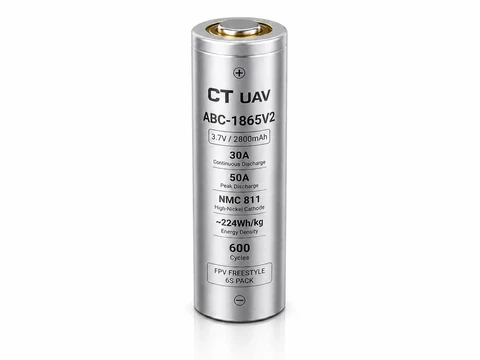 CT UAV
ABC-1865V2
3.7V / 2800mAh
30A
Continuous Discharge
50A
Peak Discharge
NMC 811
High-Nickel Cathode
~224Wh/kg
Energy Density
600
Cycles
FPV FREESTYLE
6S PACK